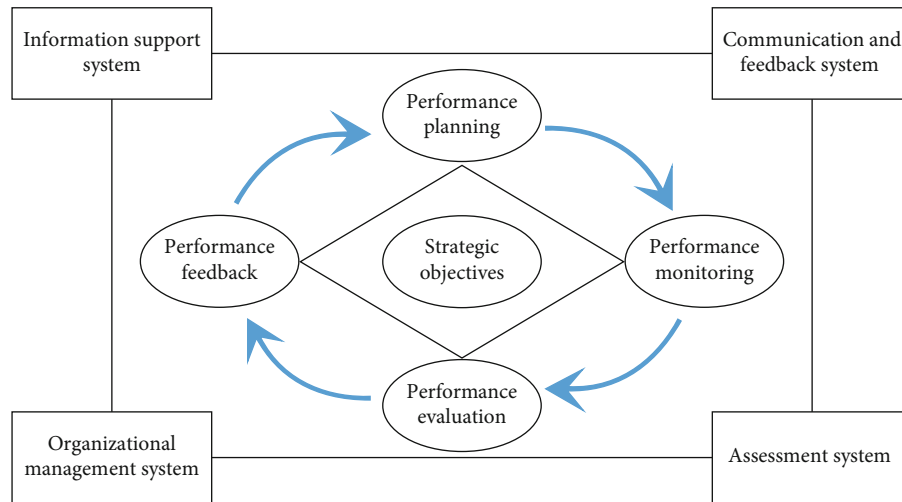 Information support
system
Communication and
feedback system
Performance
planning
Performance
feedback
Strategic
objectives
Performance
monitoring
Performance
evaluation
Organizational
management system
Assessment system